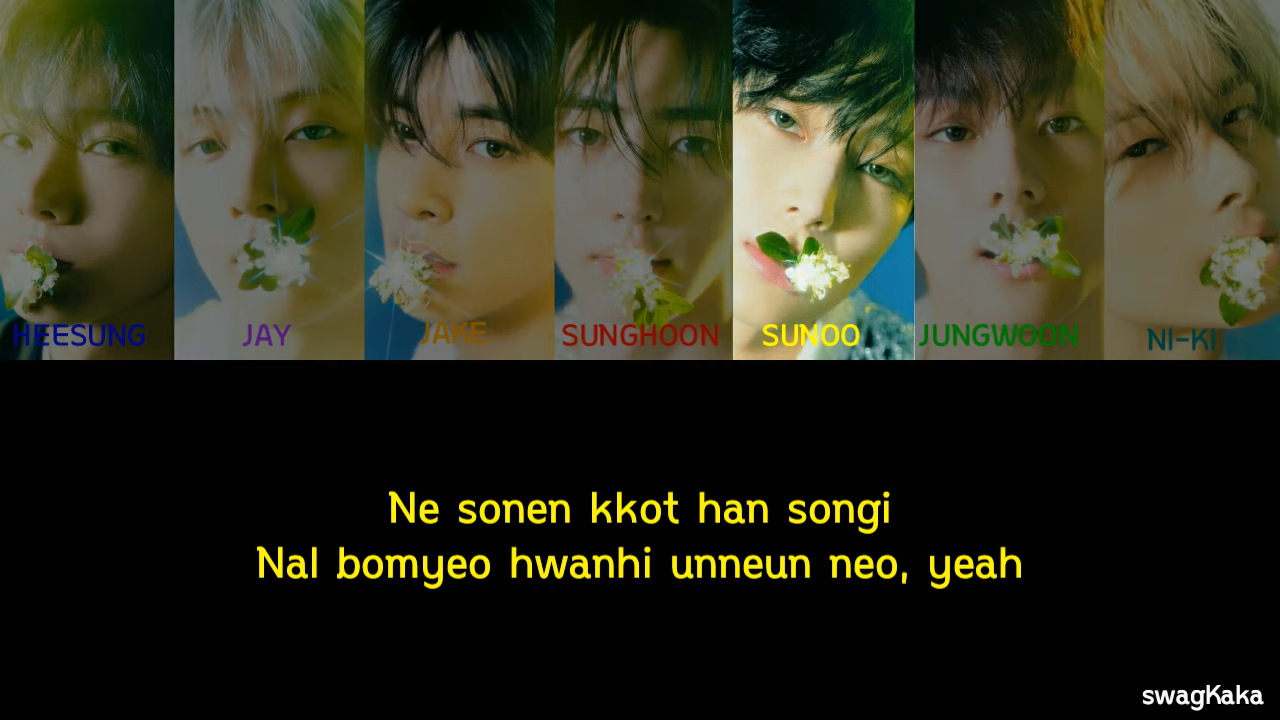 HEESUNG JAY JAKE SUNGHOON SUNOO JUNGWOON NI-KI
Ne sonen kkot han songi
Nal bomyeo hwanhi unneun neo, yeah
swagKaka